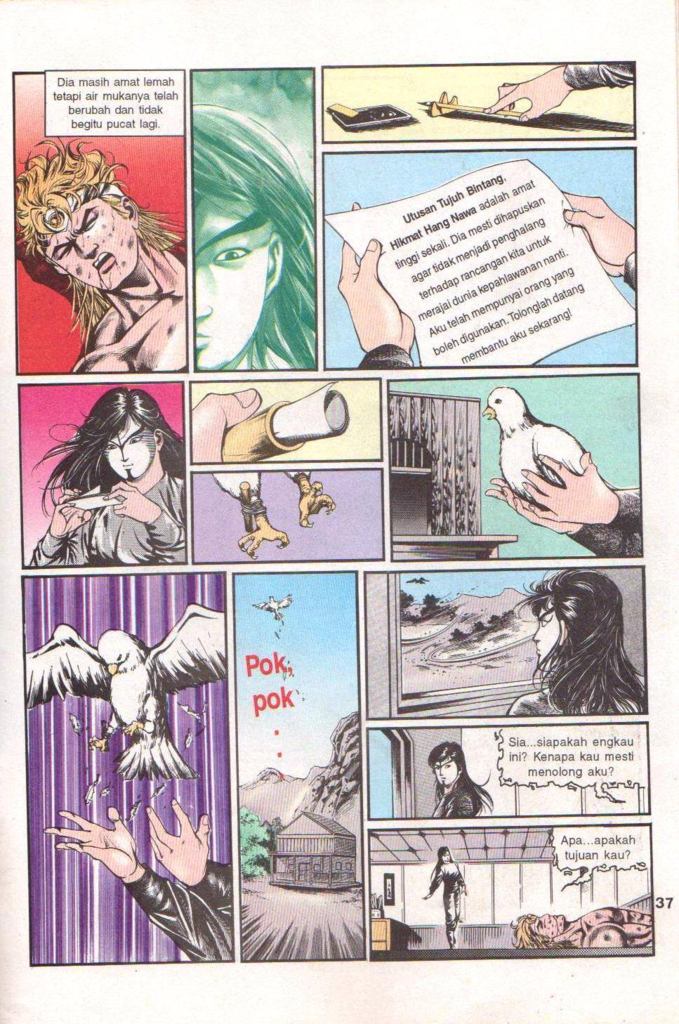 Dia masih amat lemah
tetapi air mukanya telah
berubah dan tidak
begitu pucat lagi.
Utusan Tujuh Bintang,
Hikmat Hang Nawa adalah amat
tinggi sekali. Dia mesti dihapuskan
agar tidak menjadi penghalang
terhadap rancangan kita untuk
merajai dunia kepahlawanan nanti.
Aku telah mempunyai orang yang
boleh digunakan. Tolonglah datang
membantu aku sekarang!
Pok,
pok
. .
Sia...siapakah engkau
ini? Kenapa kau mesti
menolong aku?
Apa...apakah
tujuan kau?
37